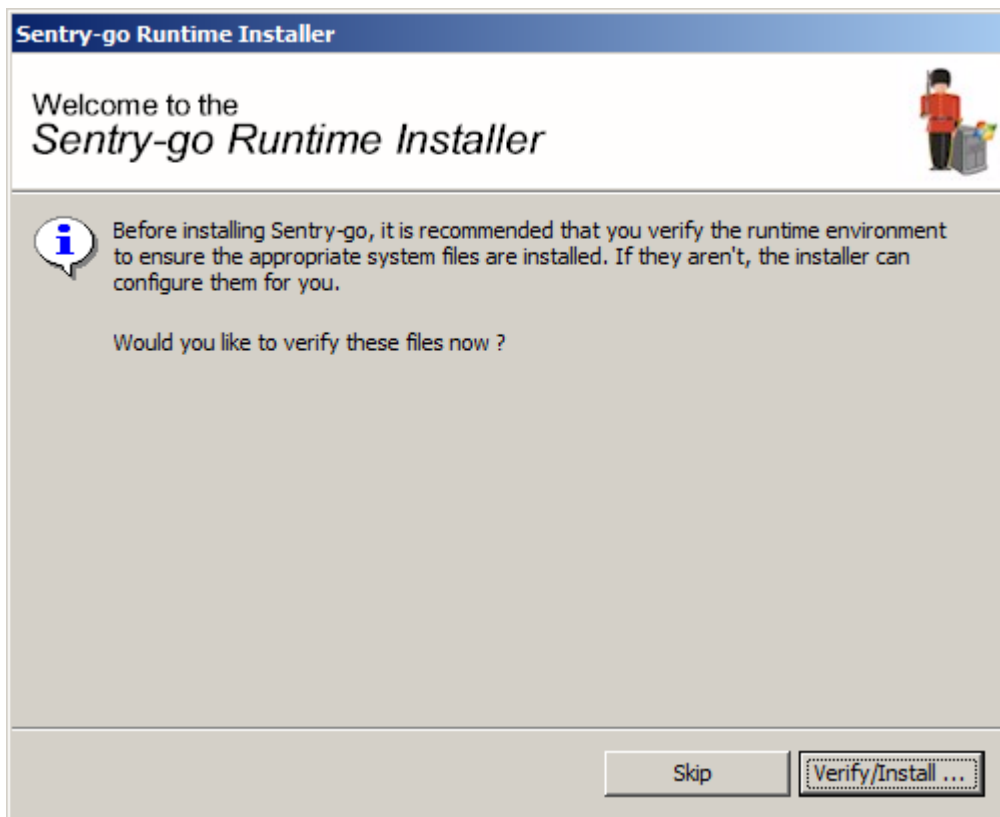 Sentry-go Runtime Installer
Welcome to the
Sentry-go Runtime Installer
Before installing Sentry-go, it is recommended that you verify the runtime environment
to ensure the appropriate system files are installed. If they aren't, the installer can
configure them for you.
Would you like to verify these files now ?
Skip
Verify/Install ...